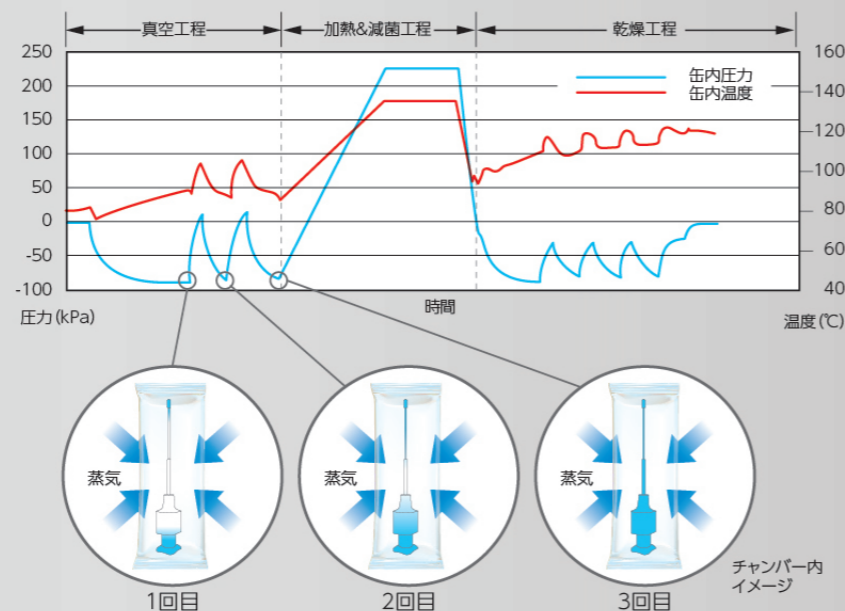 真空工程 加熱&滅菌工程 乾燥工程
250 160
200 140
150 120
100 100
50 80
0
-50 60
-100 40
缶内圧力
缶内温度
圧力(kPa) 時間 温度(℃)
蒸気 蒸気 蒸気
チャンバー内
イメージ
1回目 2回目 3回目